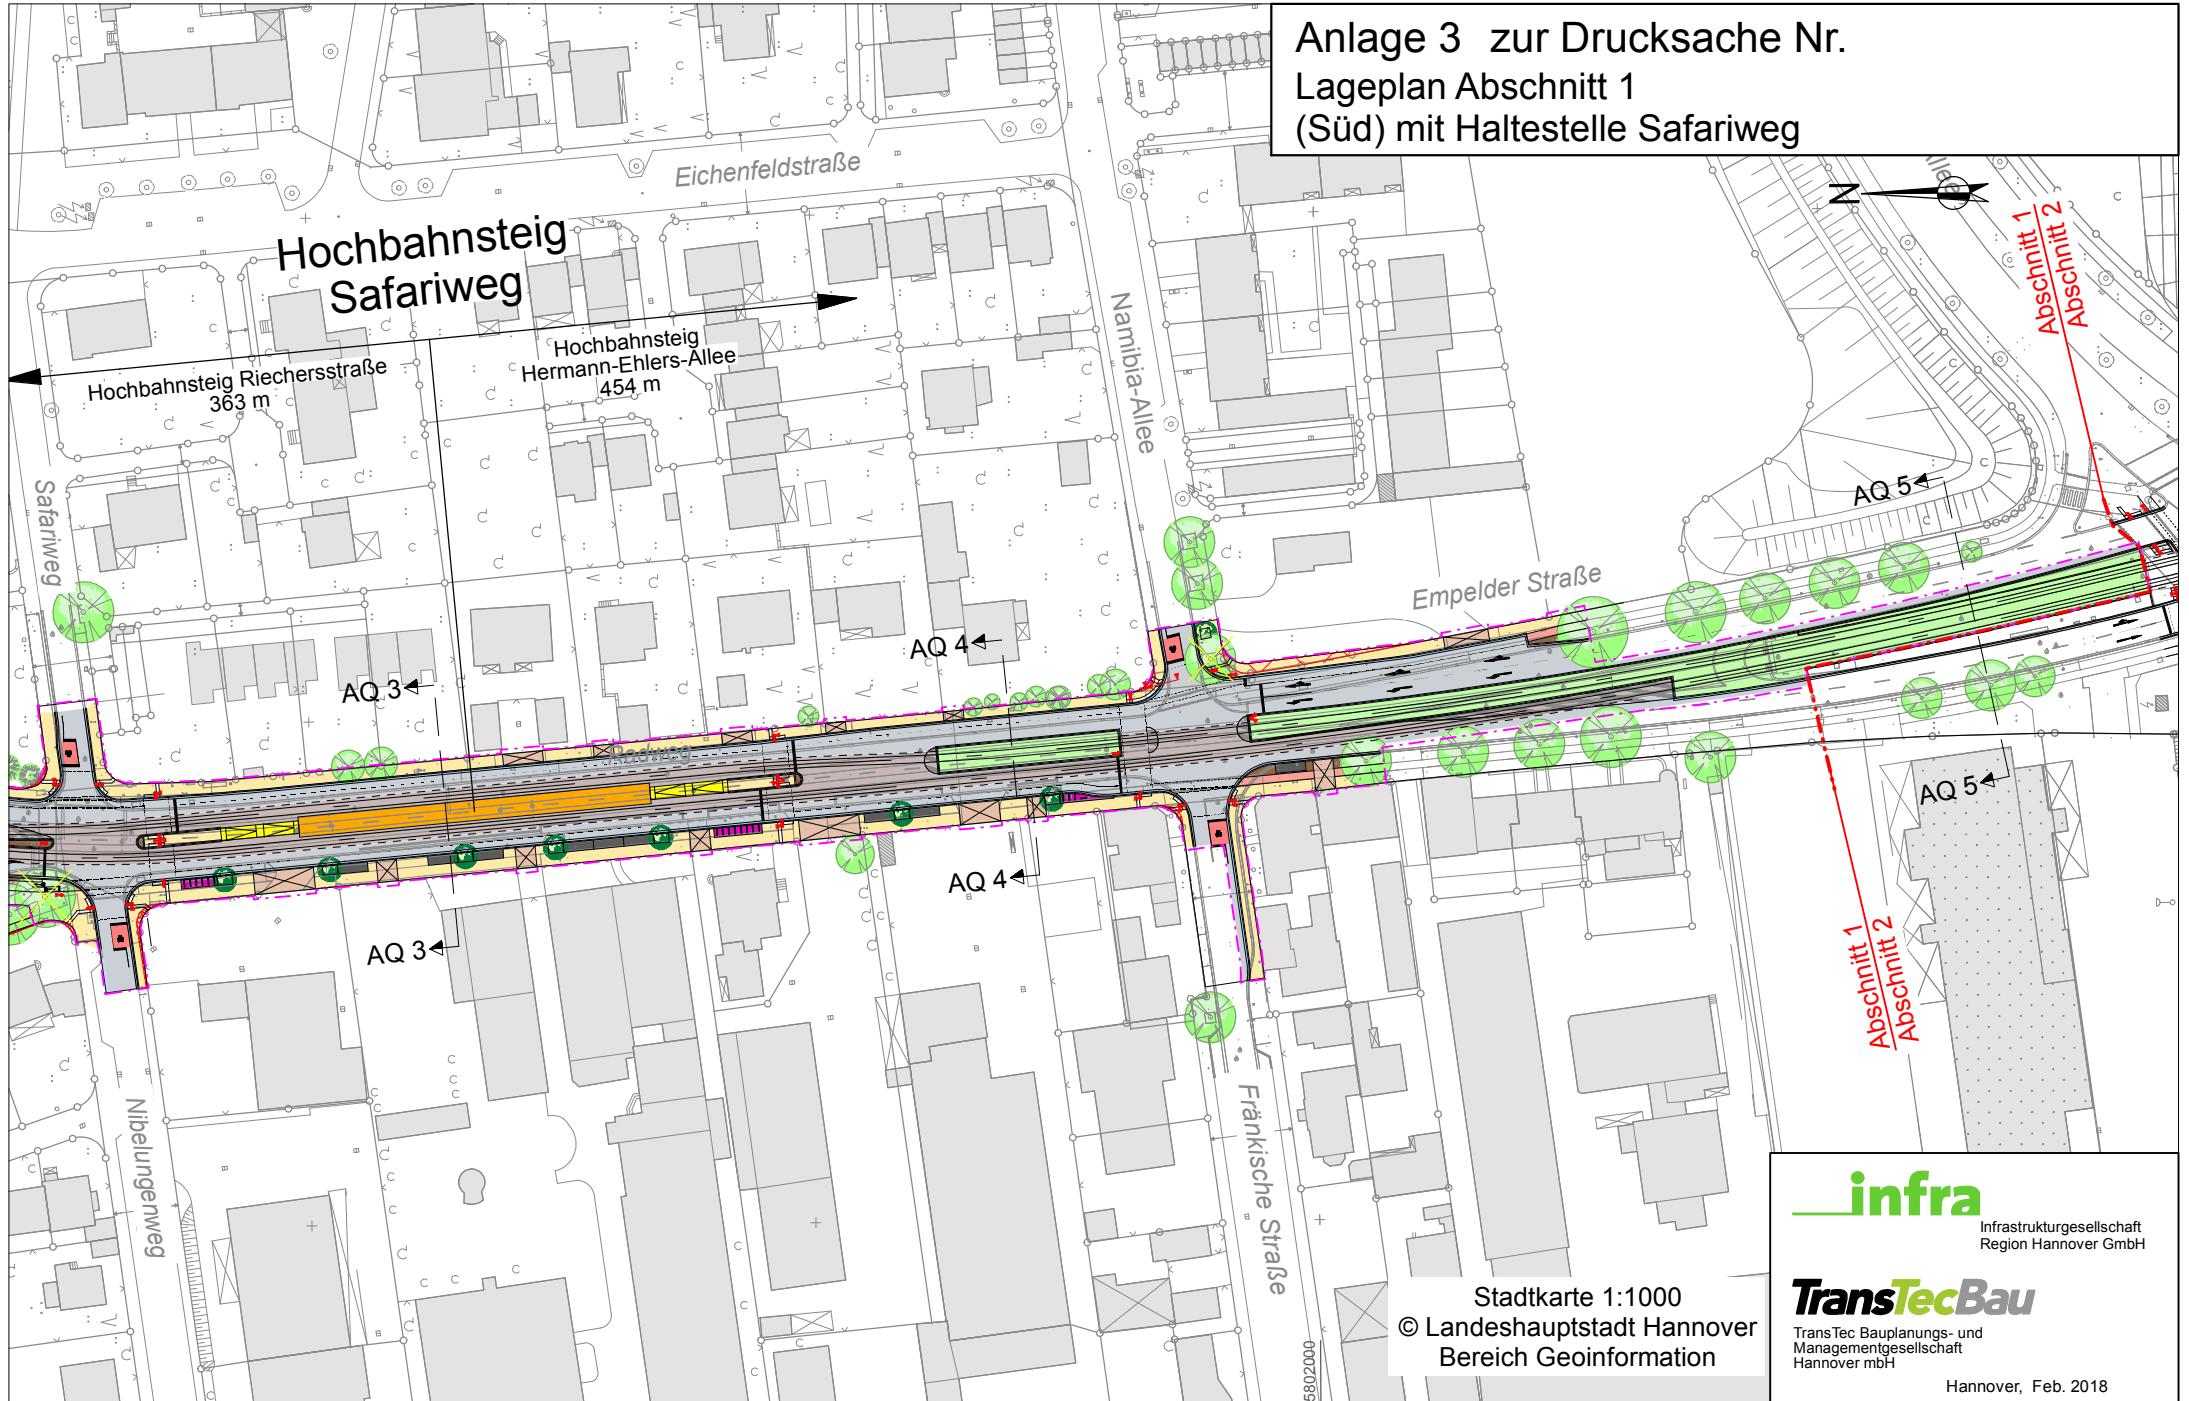 Anlage 3 zur Drucksache Nr.
Lageplan Abschnitt 1
(Süd) mit Haltestelle Safariweg
Eichenfeldstraße
Allee
N
Abschnitt 1
Abschnitt 2
Hochbahnsteig
Safariweg
Hochbahnsteig Riechersstraße
363 m
Hochbahnsteig
Hermann-Ehlers-Allee
454 m
Namibia-Allee
Safariweg
AQ 5
Empelder Straße
AQ 4
AQ 3
Radweg
AQ 5
AQ 4
AQ 3
Abschnitt 1
Abschnitt 2
Nibelungenweg
Fränkische Straße
5802000
Stadtkarte 1:1000
© Landeshauptstadt Hannover
Bereich Geoinformation
infra
Infrastrukturgesellschaft
Region Hannover GmbH
TransTecBau
TransTec Bauplanungs- und
Managementgesellschaft
Hannover mbH
Hannover, Feb. 2018